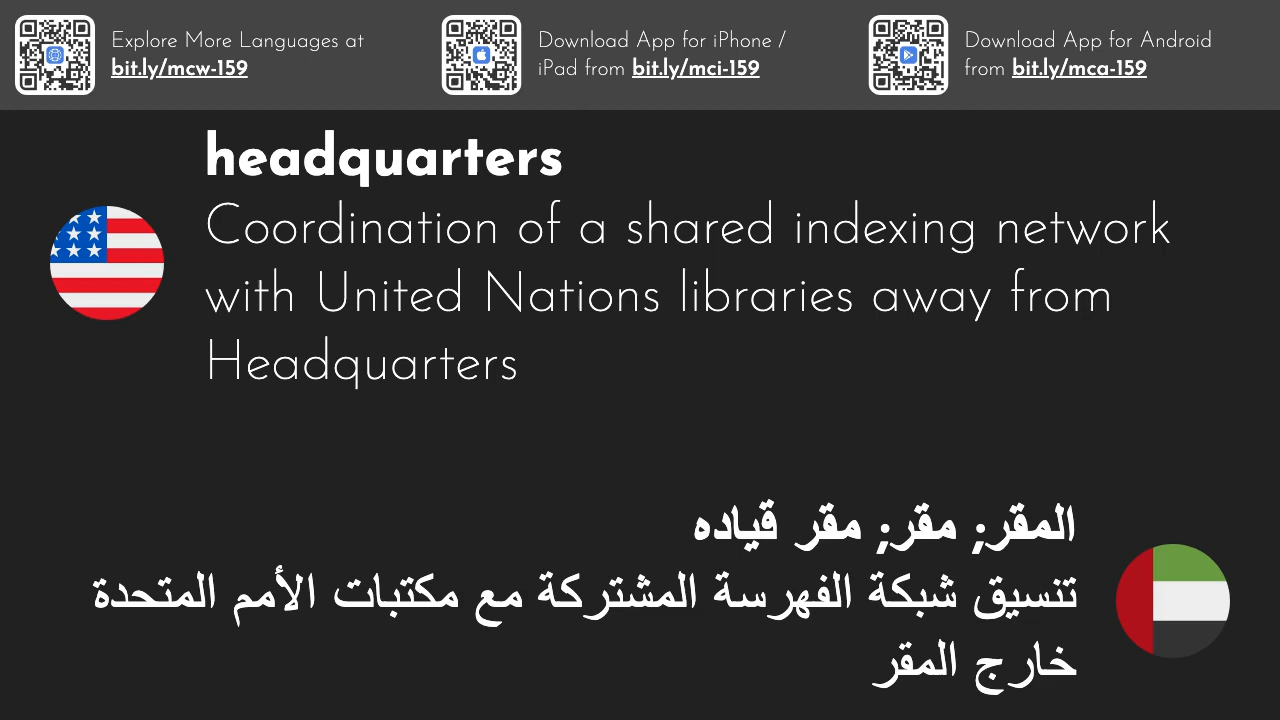 Explore More Languages at
bit.ly/mcw-159
Download App for iPhone /
iPad from bit.ly/mci-159
Download App for Android
from bit.ly/mca-159
headquarters
Coordination of a shared indexing network
with United Nations libraries away from
Headquarters
المقر; مقر; مقر قياده
تنسيق شبكة الفهرسة المشتركة مع مكتبات الأمم المتحدة
خارج المقر